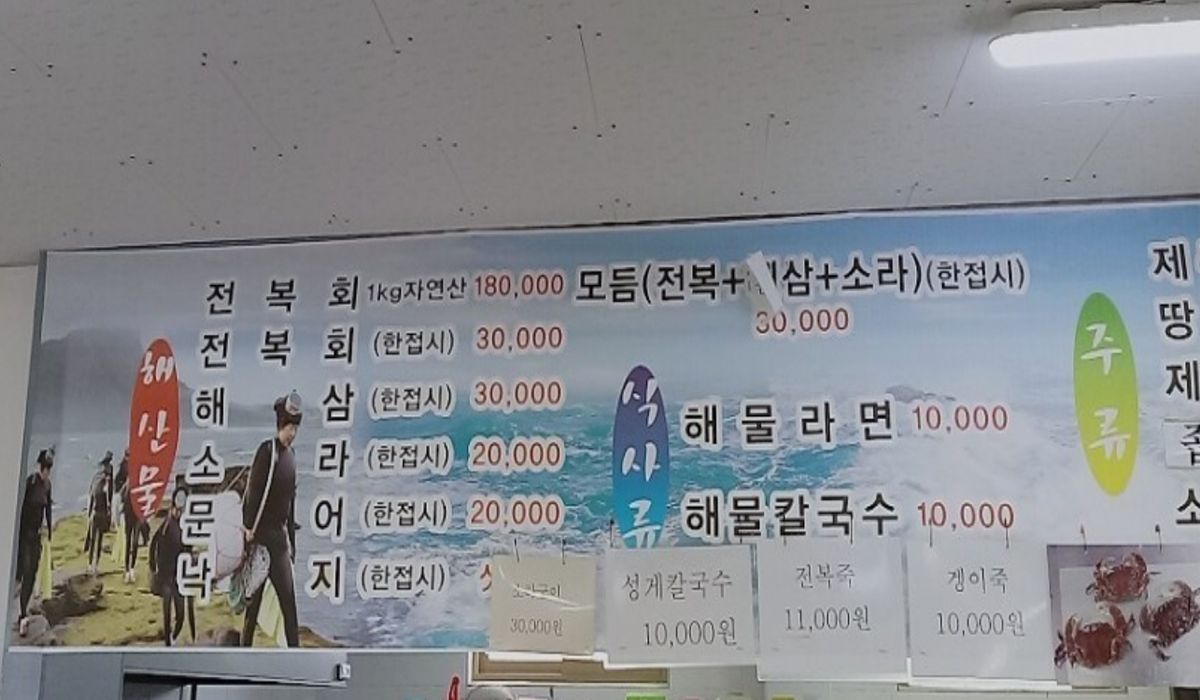 해산물
전 복 회 1kg자연산 180,000
전 복 회 (한접시) 30,000
해 삼 (한접시) 30,000
소 라 (한접시) 20,000
문 어 (한접시) 20,000
낙 지 (한접시)
모듬(전복+해삼+소라)(한접시)
30,000
식사류
해 물 라 면 10,000
해물칼국수 10,000
30,000원
성게칼국수
10,000원
전복죽
11,000원
겡이죽
10,000원
주류
제
땅
제
소